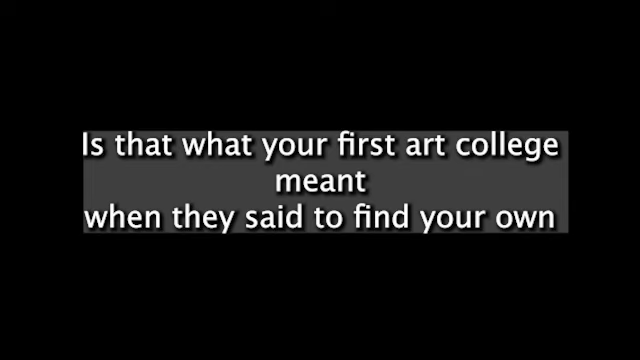 Is that what your first art college
meant
when they said to find your own